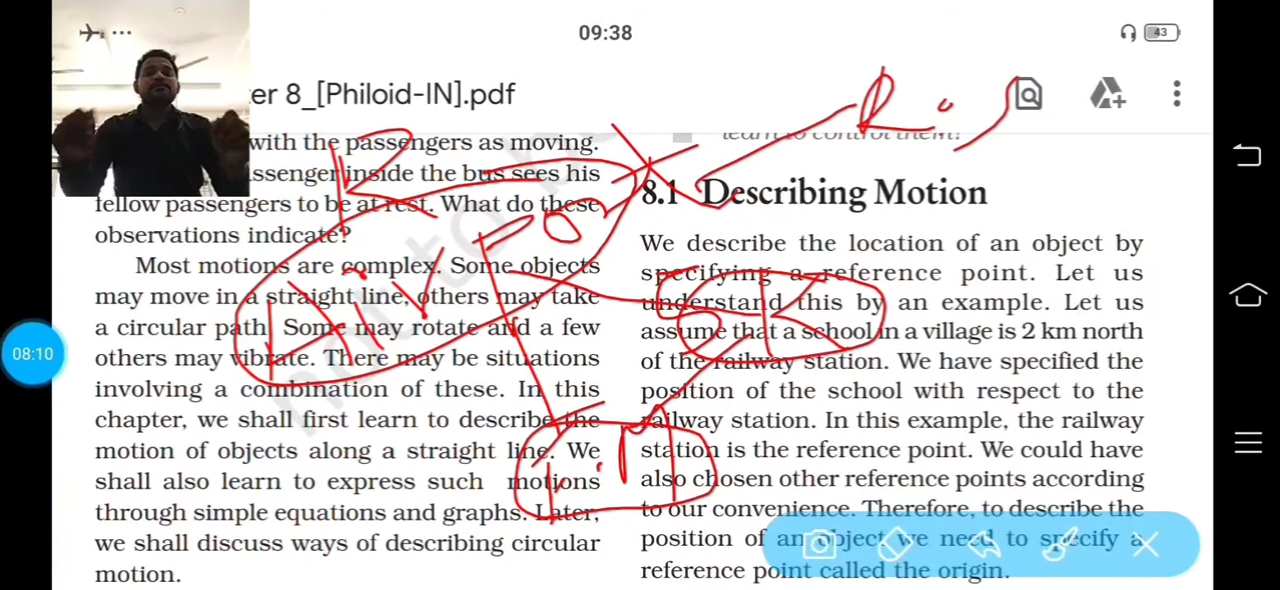 09:38
43
er 8_[Philoid-IN].pdf
with the passengers as moving.
assenger inside the bus sees his
fellow passengers to be at rest. What do these
observations indicate?
Most motions are complex. Some objects
may move in a straight line, others may take
a circular path. Some may rotate and a few
others may vibrate. There may be situations
involving a combination of these. In this
chapter, we shall first learn to describe the
motion of objects along a straight line. We
shall also learn to express such motions
through simple equations and graphs. Later,
we shall discuss ways of describing circular
motion.
learn to control them!
8.1 Describing Motion
We describe the location of an object by
specifying a reference point. Let us
understand this by an example. Let us
assume that a school in a village is 2 km north
of the railway station. We have specified the
position of the school with respect to the
railway station. In this example, the railway
station is the reference point. We could have
also chosen other reference points according
to our convenience. Therefore, to describe the
position of an object we need to specify a
reference point called the origin.
08:10